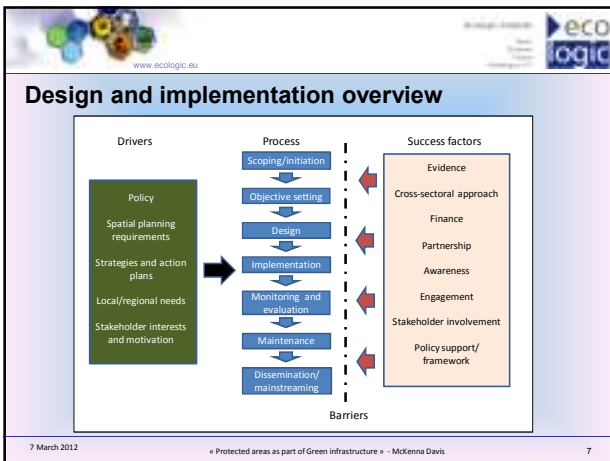 www.ecologic.eu
eco
logic
Design and implementation overview
Drivers
Policy
Spatial planning
requirements
Strategies and action
plans
Local/regional needs
Stakeholder interests
and motivation
Process
Scoping/initiation
Objective setting
Design
Implementation
Monitoring and
evaluation
Maintenance
Dissemination/
mainstreaming
Success factors
Evidence
Cross-sectoral approach
Finance
Partnership
Awareness
Engagement
Stakeholder involvement
Policy support/
framework
Barriers
7 March 2012
« Protected areas as part of Green infrastructure » - McKenna Davis
7